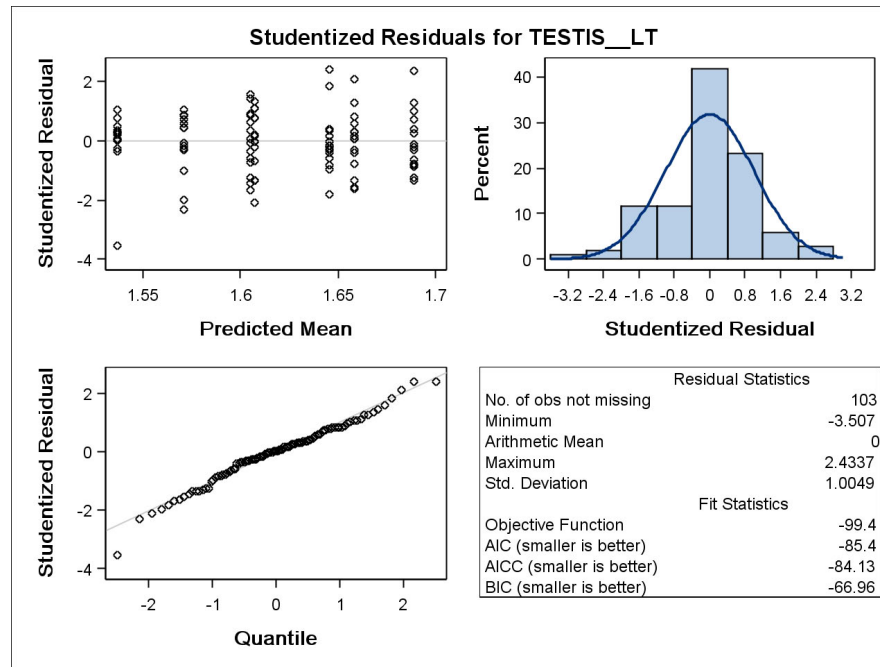 Studentized Residuals for TESTIS__LT
Studentized Residual
2
0
-2
-4
1.55 1.6 1.65 1.7
Predicted Mean
Percent
40
30
20
10
0
-3.2 -2.4 -1.6 -0.8 0 0.8 1.6 2.4 3.2
Studentized Residual
Studentized Residual
2
0
-2
-4
-2 -1 0 1 2
Quantile
Residual Statistics
No. of obs not missing 103
Minimum -3.507
Arithmetic Mean 0
Maximum 2.4337
Std. Deviation 1.0049
Fit Statistics
Objective Function -99.4
AIC (smaller is better) -85.4
AICC (smaller is better) -84.13
BIC (smaller is better) -66.96